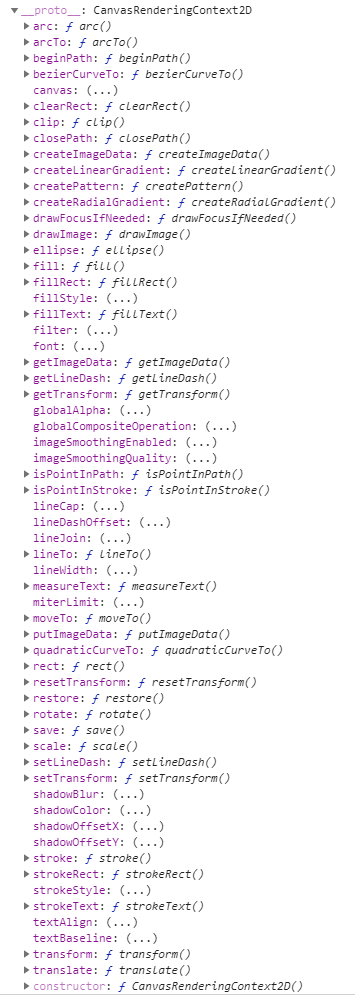 ▼__proto__: CanvasRenderingContext2D
▶arc: ƒ arc()
▶arcTo: ƒ arcTo()
▶beginPath: ƒ beginPath()
▶bezierCurveTo: ƒ bezierCurveTo()
canvas: (...)
▶clearRect: ƒ clearRect()
▶clip: ƒ clip()
▶closePath: ƒ closePath()
▶createImageData: ƒ createImageData()
▶createLinearGradient: ƒ createLinearGradient()
▶createPattern: ƒ createPattern()
▶createRadialGradient: ƒ createRadialGradient()
▶drawFocusIfNeeded: ƒ drawFocusIfNeeded()
▶drawImage: ƒ drawImage()
▶ellipse: ƒ ellipse()
▶fill: ƒ fill()
▶fillRect: ƒ fillRect()
fillStyle: (...)
▶fillText: ƒ fillText()
filter: (...)
font: (...)
▶getImageData: ƒ getImageData()
▶getLineDash: ƒ getLineDash()
▶getTransform: ƒ getTransform()
globalAlpha: (...)
globalCompositeOperation: (...)
imageSmoothingEnabled: (...)
imageSmoothingQuality: (...)
▶isPointInPath: ƒ isPointInPath()
▶isPointInStroke: ƒ isPointInStroke()
lineCap: (...)
lineDashOffset: (...)
lineJoin: (...)
▶lineTo: ƒ lineTo()
lineWidth: (...)
▶measureText: ƒ measureText()
miterLimit: (...)
▶moveTo: ƒ moveTo()
▶putImageData: ƒ putImageData()
▶quadraticCurveTo: ƒ quadraticCurveTo()
▶rect: ƒ rect()
▶resetTransform: ƒ resetTransform()
▶restore: ƒ restore()
▶rotate: ƒ rotate()
▶save: ƒ save()
▶scale: ƒ scale()
▶setLineDash: ƒ setLineDash()
▶setTransform: ƒ setTransform()
shadowBlur: (...)
shadowColor: (...)
shadowOffsetX: (...)
shadowOffsetY: (...)
▶stroke: ƒ stroke()
▶strokeRect: ƒ strokeRect()
strokeStyle: (...)
▶strokeText: ƒ strokeText()
textAlign: (...)
textBaseline: (...)
▶transform: ƒ transform()
▶translate: ƒ translate()
▶constructor: ƒ CanvasRenderingContext2D()